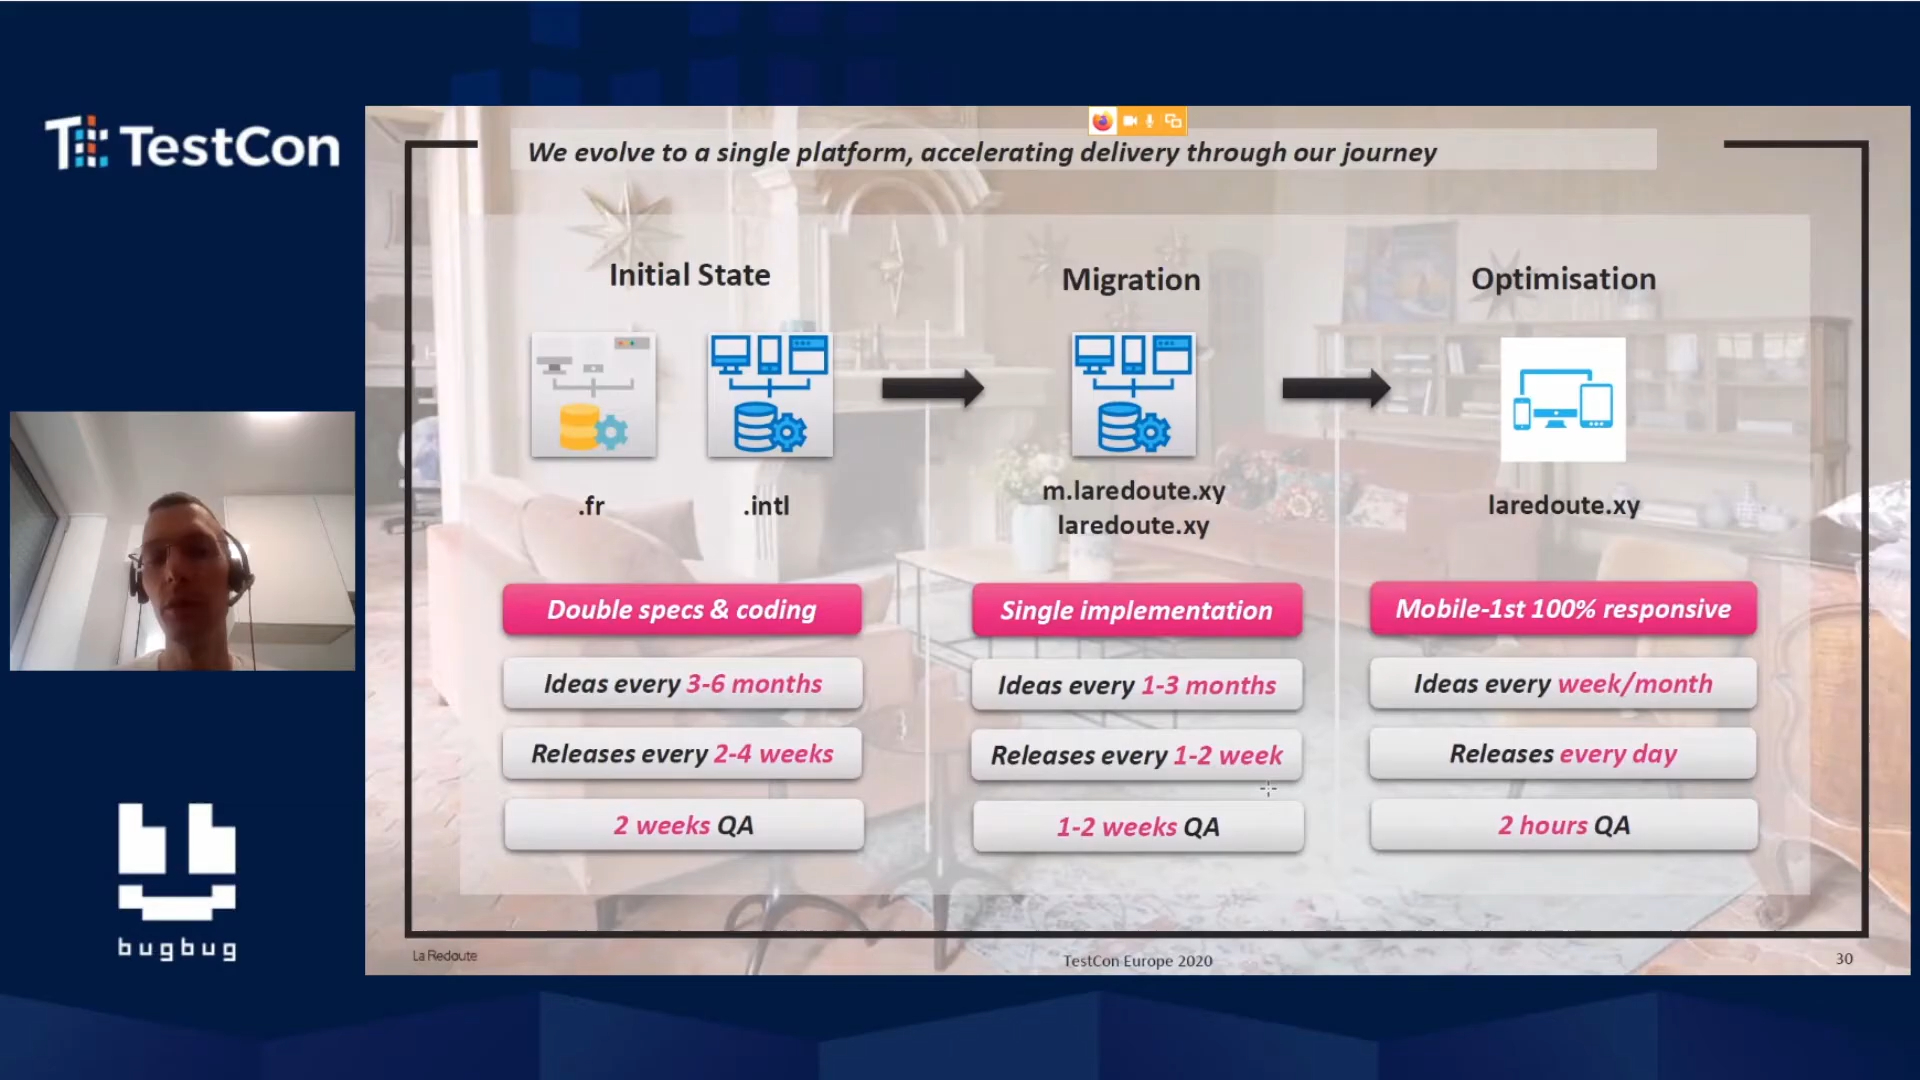 TestCon
We evolve to a single platform, accelerating delivery through our journey
Initial State
.fr
.intl
Double specs & coding
Ideas every 3-6 months
Releases every 2-4 weeks
2 weeks QA
Migration
m.laredoute.xy
laredoute.xy
Single implementation
Ideas every 1-3 months
Releases every 1-2 week
1-2 weeks QA
Optimisation
laredoute.xy
Mobile-1st 100% responsive
Ideas every week/month
Releases every day
2 hours QA
bugbug
La Redoute
TestCon Europe 2020
30